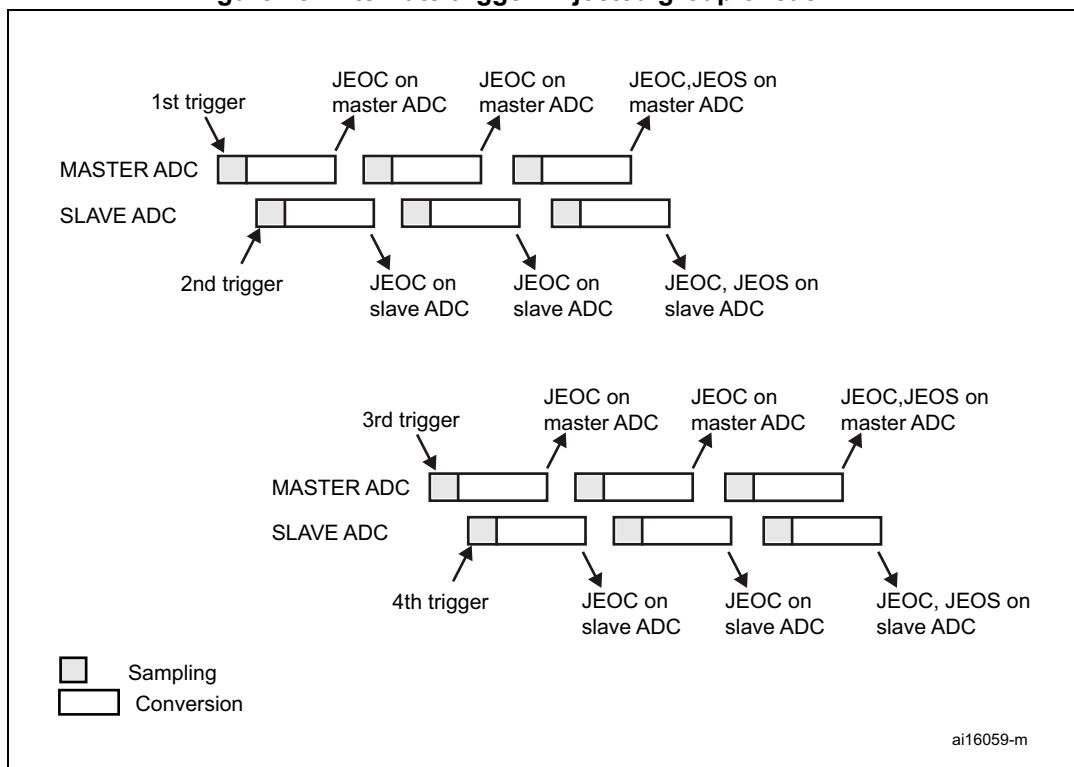 JEOC on
master ADC
JEOC on
master ADC
JEOC,JEOS on
master ADC
1st trigger
MASTER ADC
SLAVE ADC
2nd trigger
JEOC on
slave ADC
JEOC on
slave ADC
JEOC, JEOS on
slave ADC
JEOC on
master ADC
JEOC on
master ADC
JEOC,JEOS on
master ADC
3rd trigger
MASTER ADC
SLAVE ADC
4th trigger
JEOC on
slave ADC
JEOC on
slave ADC
JEOC, JEOS on
slave ADC
Sampling
Conversion
ai16059-m